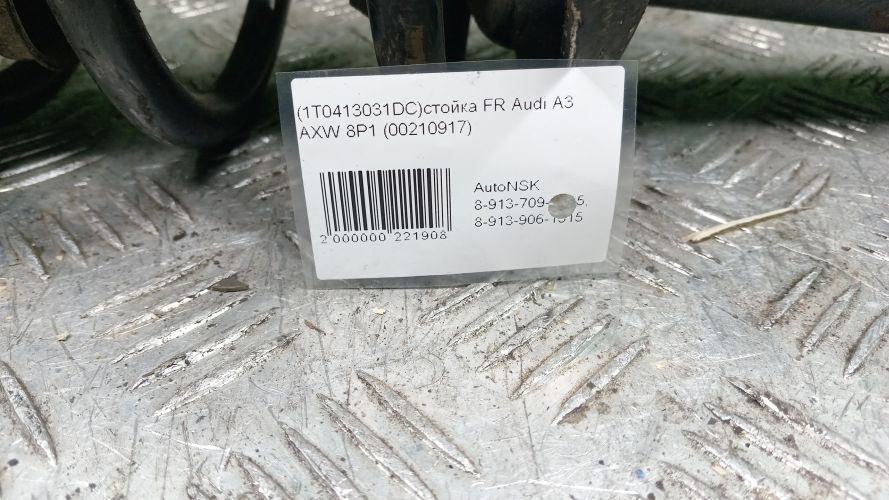 (1T0413031DC)стойка FR Audi A3
AXW 8P1 (00210917)
AutoNSK
2 000000 221908